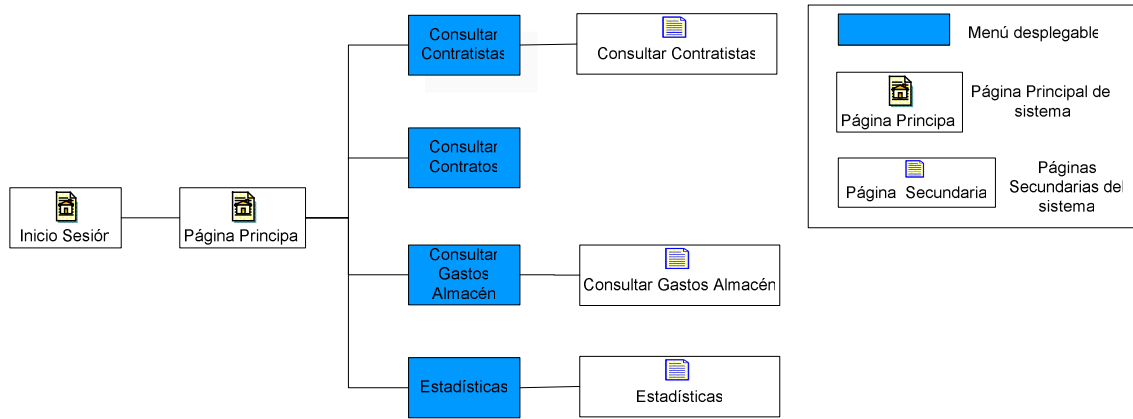 Inicio Sesión
Página Principa
Consultar
Contratistas
Consultar Contratistas
Consultar
Contratos
Consultar
Gastos
Almacén
Consultar Gastos Almacén
Estadísticas
Estadísticas
Menú desplegable
Página Principa
Página Principal de
sistema
Página Secundaria
Páginas
Secundarias del
sistema